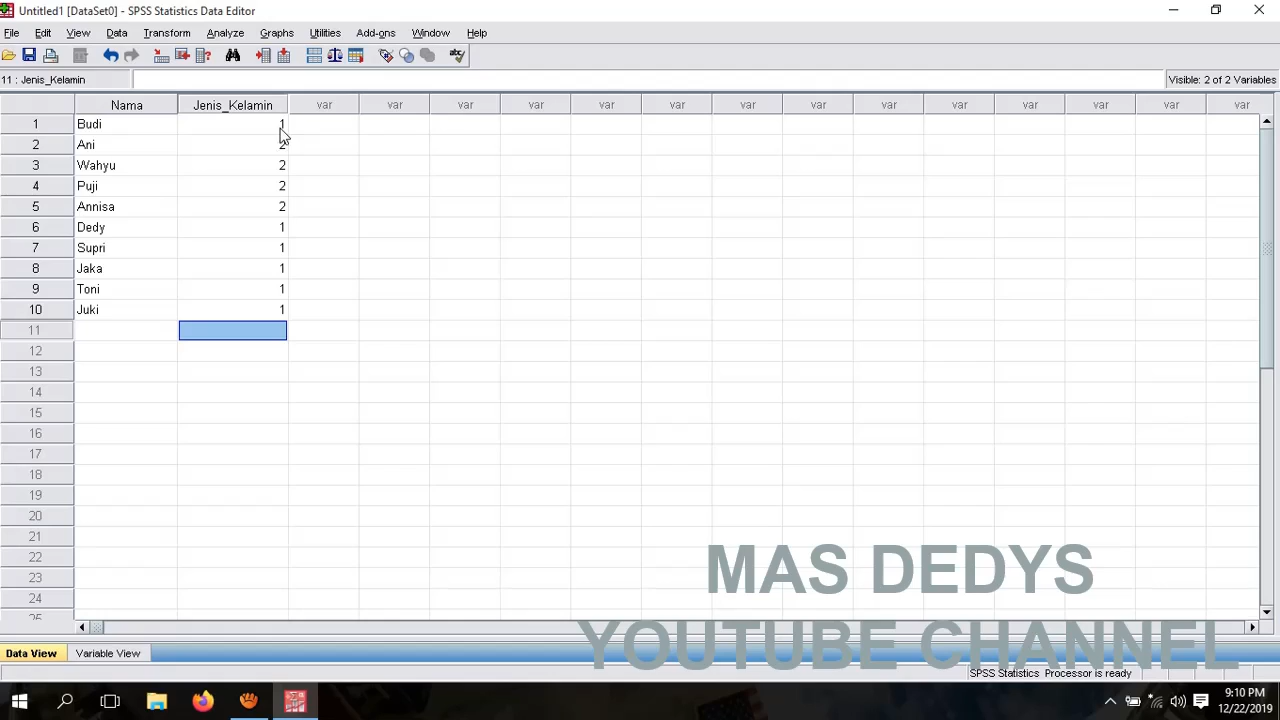 Untitled1 [DataSet0] - SPSS Statistics Data Editor
File Edit View Data Transform Analyze Graphs Utilities Add-ons Window Help
11 : Jenis_Kelamin Visible: 2 of 2 Variables
Nama Jenis_Kelamin var var var var var var var var var var var var var var
1 Budi 1
2 Ani 2
3 Wahyu 2
4 Puji 2
5 Annisa 2
6 Dedy 1
7 Supri 1
8 Jaka 1
9 Toni 1
10 Juki 1
11
12
13
14
15
16
17
18
19
20
21
22
23
24
25
MAS DEDYS
YOUTUBE CHANNEL
Data View Variable View
SPSS Statistics Processor is ready
9:10 PM
12/22/2019